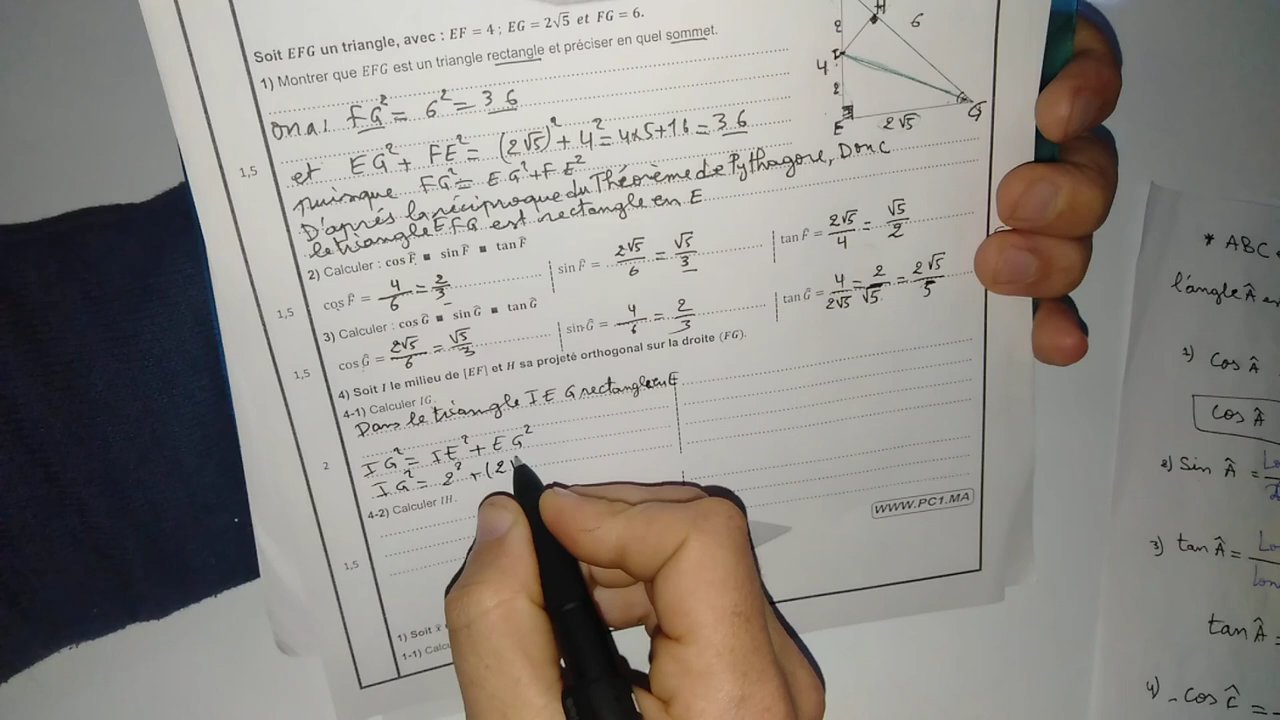 Soit EFG un triangle, avec : EF = 4 ; EG = 2√5 et FG = 6.
1) Montrer que EFG est un triangle rectangle et préciser en quel sommet.
on a: FG² = 6² = 36
et EG² + FE² = (2√5)² + 4² = 4×5+16 = 36
1,5
puisque FG² = EG²+FE²
D'après la réciproque du Théorème de Pythagore, Donc
le triangle EFG est rectangle en E
2) Calculer : cos F̂ ■ sin F̂ ■ tan F̂
1,5
cos F̂ = 4/6 = 2/3
sin F̂ = 2√5/6 = √5/3
tan F̂ = 2√5/4 = √5/2
3) Calculer : cos Ĝ ■ sin Ĝ ■ tan Ĝ
1,5
cos Ĝ = 2√5/6 = √5/3
sin Ĝ = 4/6 = 2/3
tan Ĝ = 4/2√5 = 2/√5 = 2√5/5
4) Soit I le milieu de [EF] et H sa projeté orthogonal sur la droite (FG).
4-1) Calculer IG.
Dans le triangle IEG rectangle en E
2
IG² = IE² + EG²
IG² = 2² + (2
4-2) Calculer IH.
1,5
WWW.PC1.MA
1) Soit
1-1)
H
6
2
I
4
2
E
2√5
G
* ABC
l'angle Â
1) cos Â
cos Â
2) Sin Â =
3) tan Â =
tan Â =
4) - cos Ĉ =